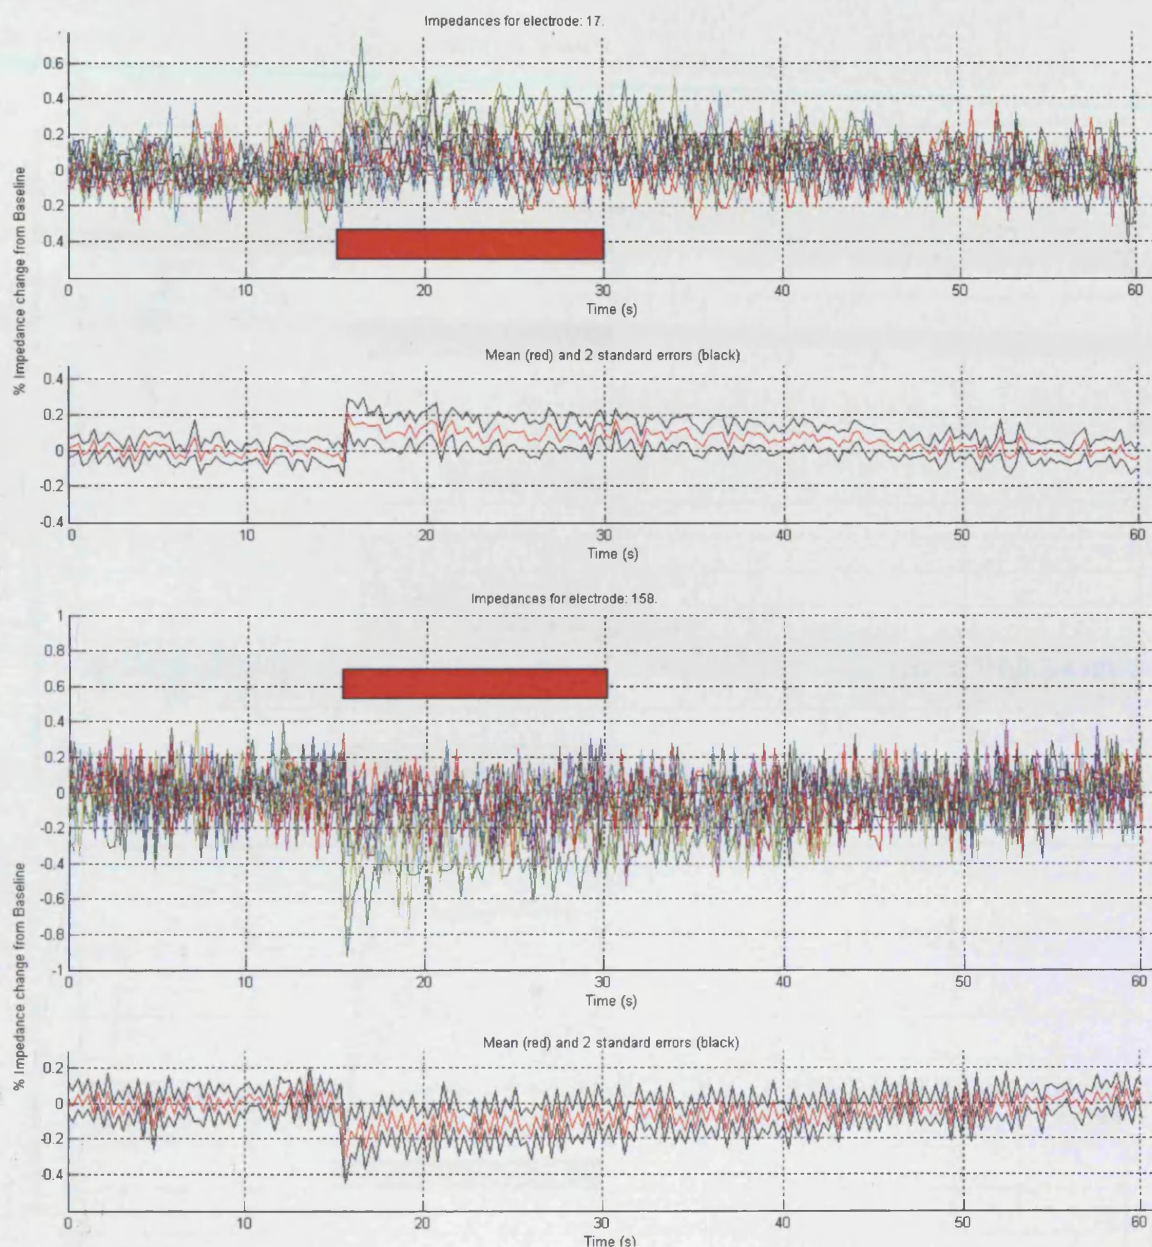 Impedances for electrode: 17.
0.6
0.4
0.2
0
0.2
0.4
0 10 20 30 40 50 60
Time (s)
% Impedance change from Baseline
Mean (red) and 2 standard errors (black)
0.4
0.2
0
-0.2
-0.4
0 10 20 30 40 50 60
Time (s)
Impedances for electrode: 158.
1
0.8
0.6
0.4
0.2
0
-0.2
-0.4
-0.6
-0.8
-1
0 10 20 30 40 50 60
Time (s)
% Impedance change from Baseline
Mean (red) and 2 standard errors (black)
0.2
0
-0.2
0.4
0 10 20 30 40 50 60
Time (s)